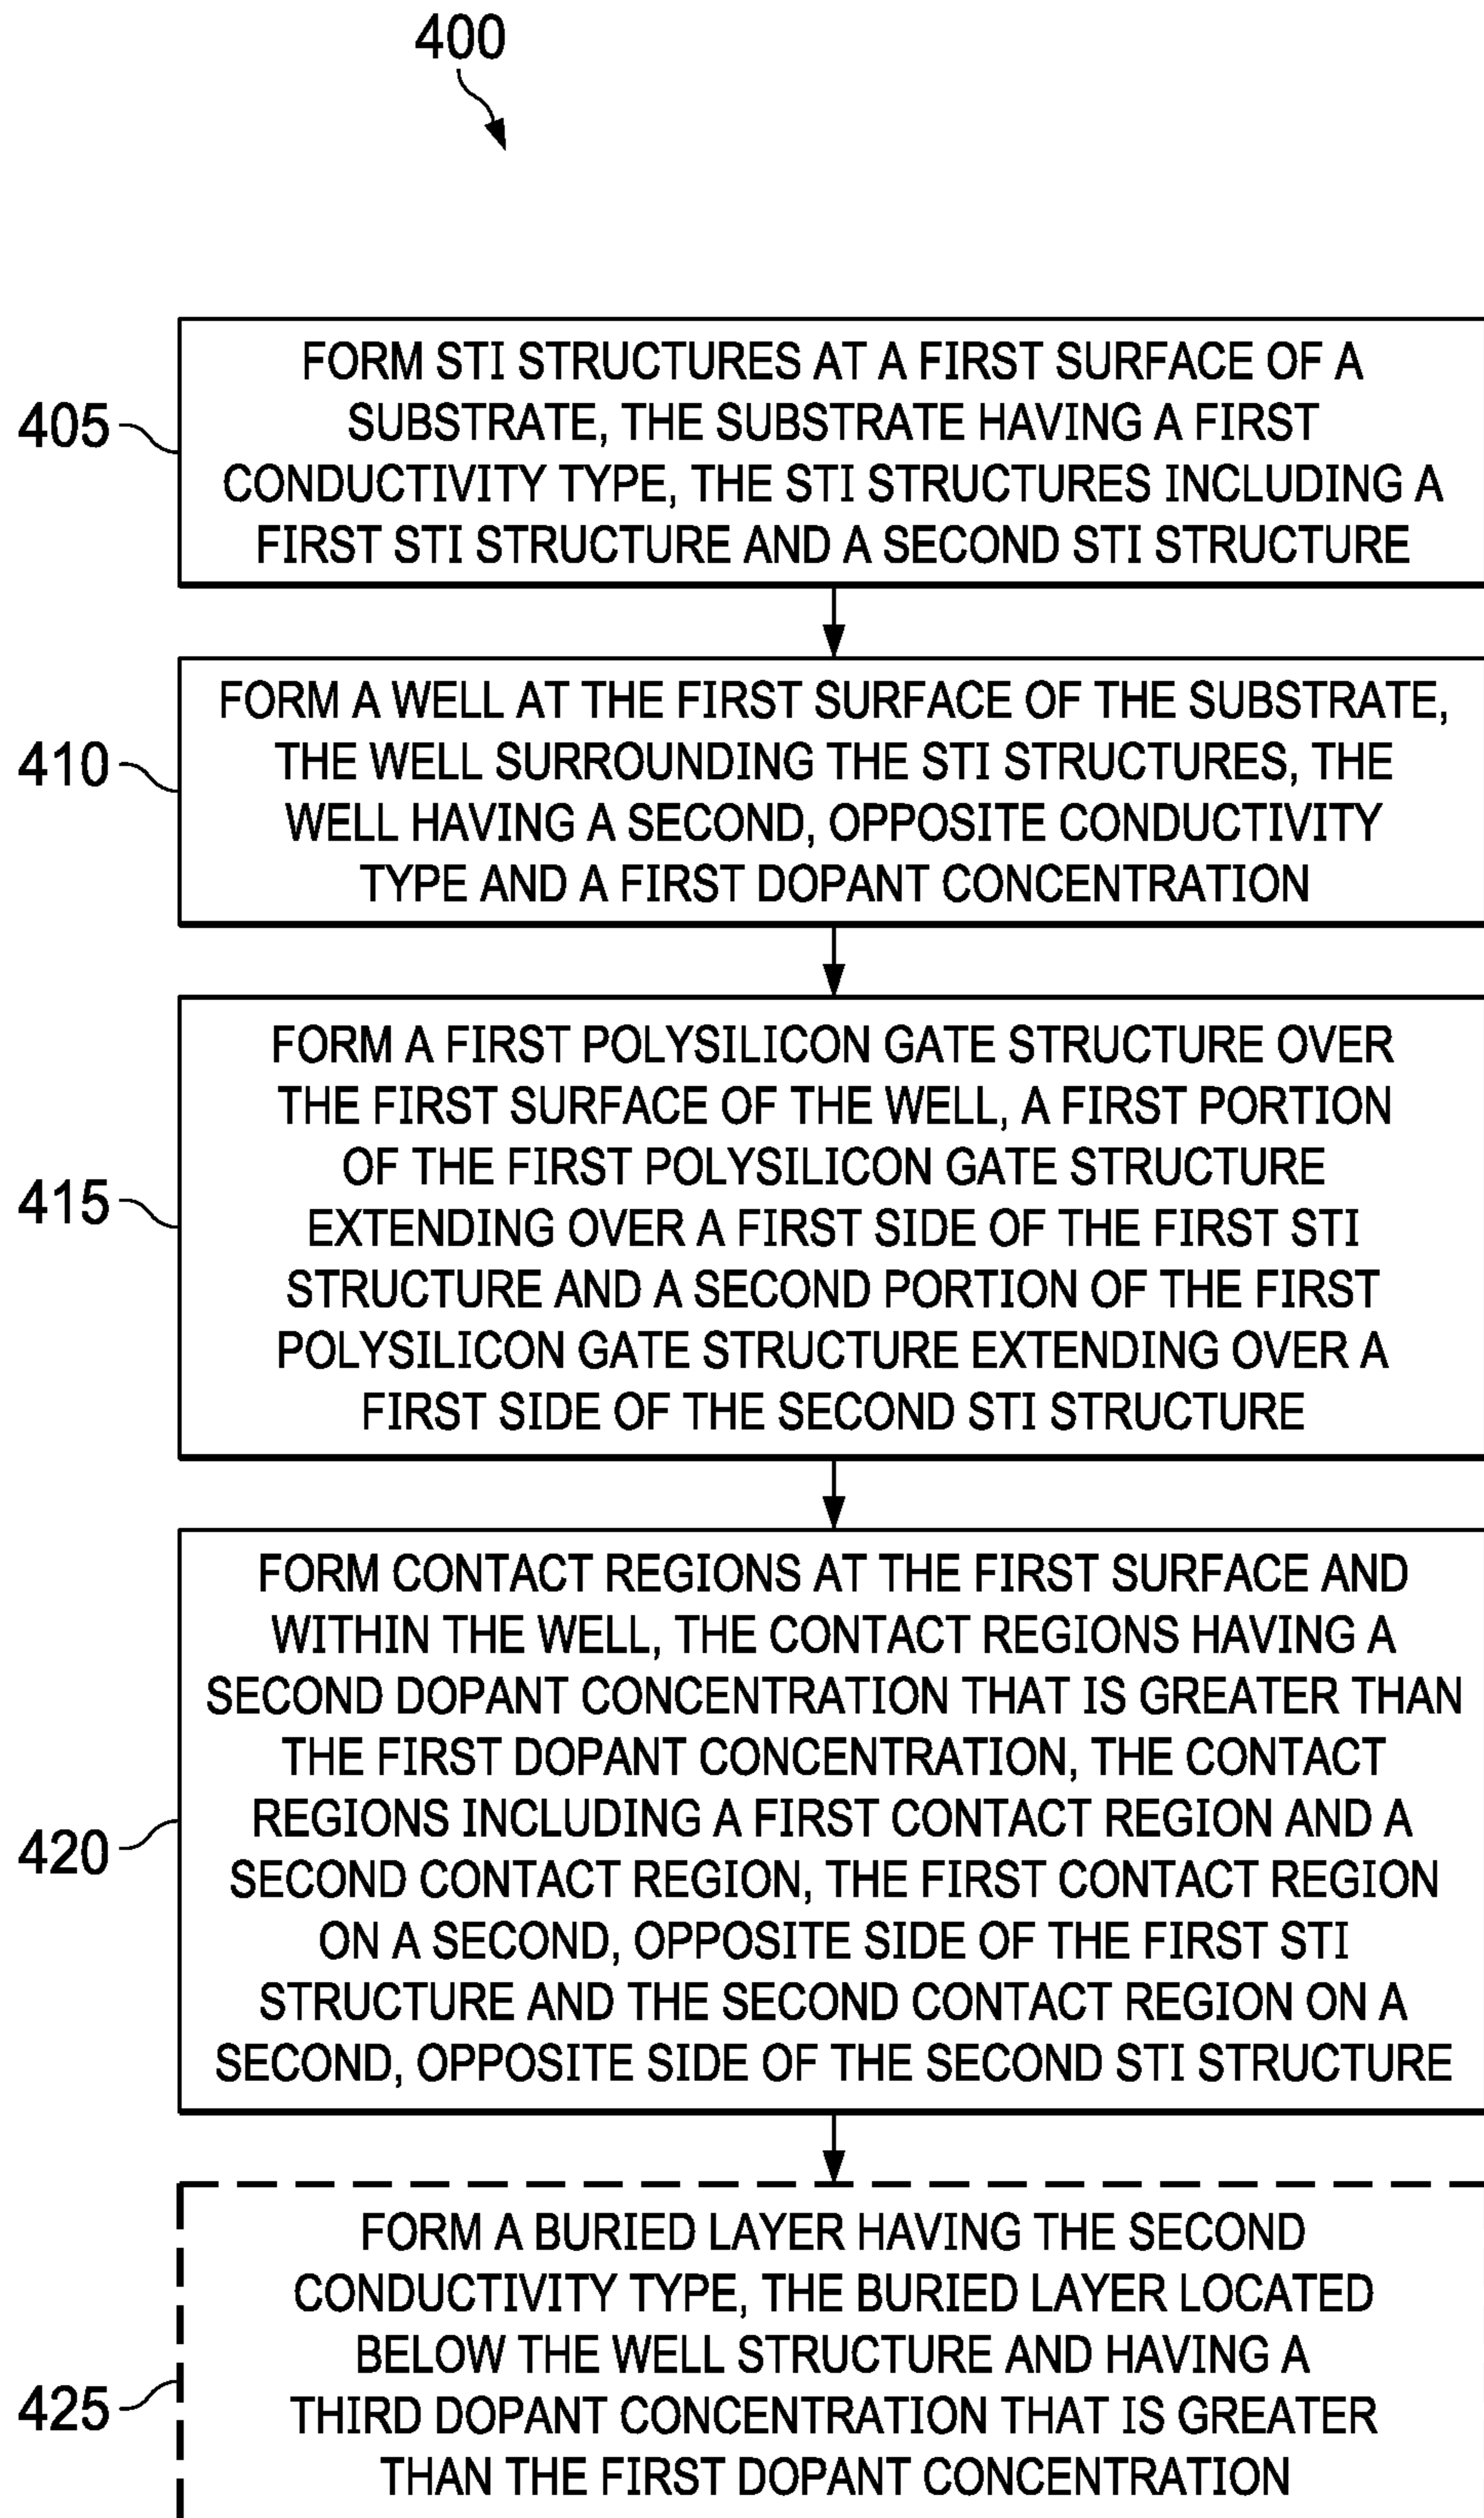 400
405
FORM STI STRUCTURES AT A FIRST SURFACE OF A
SUBSTRATE, THE SUBSTRATE HAVING A FIRST
CONDUCTIVITY TYPE, THE STI STRUCTURES INCLUDING A
FIRST STI STRUCTURE AND A SECOND STI STRUCTURE
410
FORM A WELL AT THE FIRST SURFACE OF THE SUBSTRATE,
THE WELL SURROUNDING THE STI STRUCTURES, THE
WELL HAVING A SECOND, OPPOSITE CONDUCTIVITY
TYPE AND A FIRST DOPANT CONCENTRATION
415
FORM A FIRST POLYSILICON GATE STRUCTURE OVER
THE FIRST SURFACE OF THE WELL, A FIRST PORTION
OF THE FIRST POLYSILICON GATE STRUCTURE
EXTENDING OVER A FIRST SIDE OF THE FIRST STI
STRUCTURE AND A SECOND PORTION OF THE FIRST
POLYSILICON GATE STRUCTURE EXTENDING OVER A
FIRST SIDE OF THE SECOND STI STRUCTURE
420
FORM CONTACT REGIONS AT THE FIRST SURFACE AND
WITHIN THE WELL, THE CONTACT REGIONS HAVING A
SECOND DOPANT CONCENTRATION THAT IS GREATER THAN
THE FIRST DOPANT CONCENTRATION, THE CONTACT
REGIONS INCLUDING A FIRST CONTACT REGION AND A
SECOND CONTACT REGION, THE FIRST CONTACT REGION
ON A SECOND, OPPOSITE SIDE OF THE FIRST STI
STRUCTURE AND THE SECOND CONTACT REGION ON A
SECOND, OPPOSITE SIDE OF THE SECOND STI STRUCTURE
425
FORM A BURIED LAYER HAVING THE SECOND
CONDUCTIVITY TYPE, THE BURIED LAYER LOCATED
BELOW THE WELL STRUCTURE AND HAVING A
THIRD DOPANT CONCENTRATION THAT IS GREATER
THAN THE FIRST DOPANT CONCENTRATION